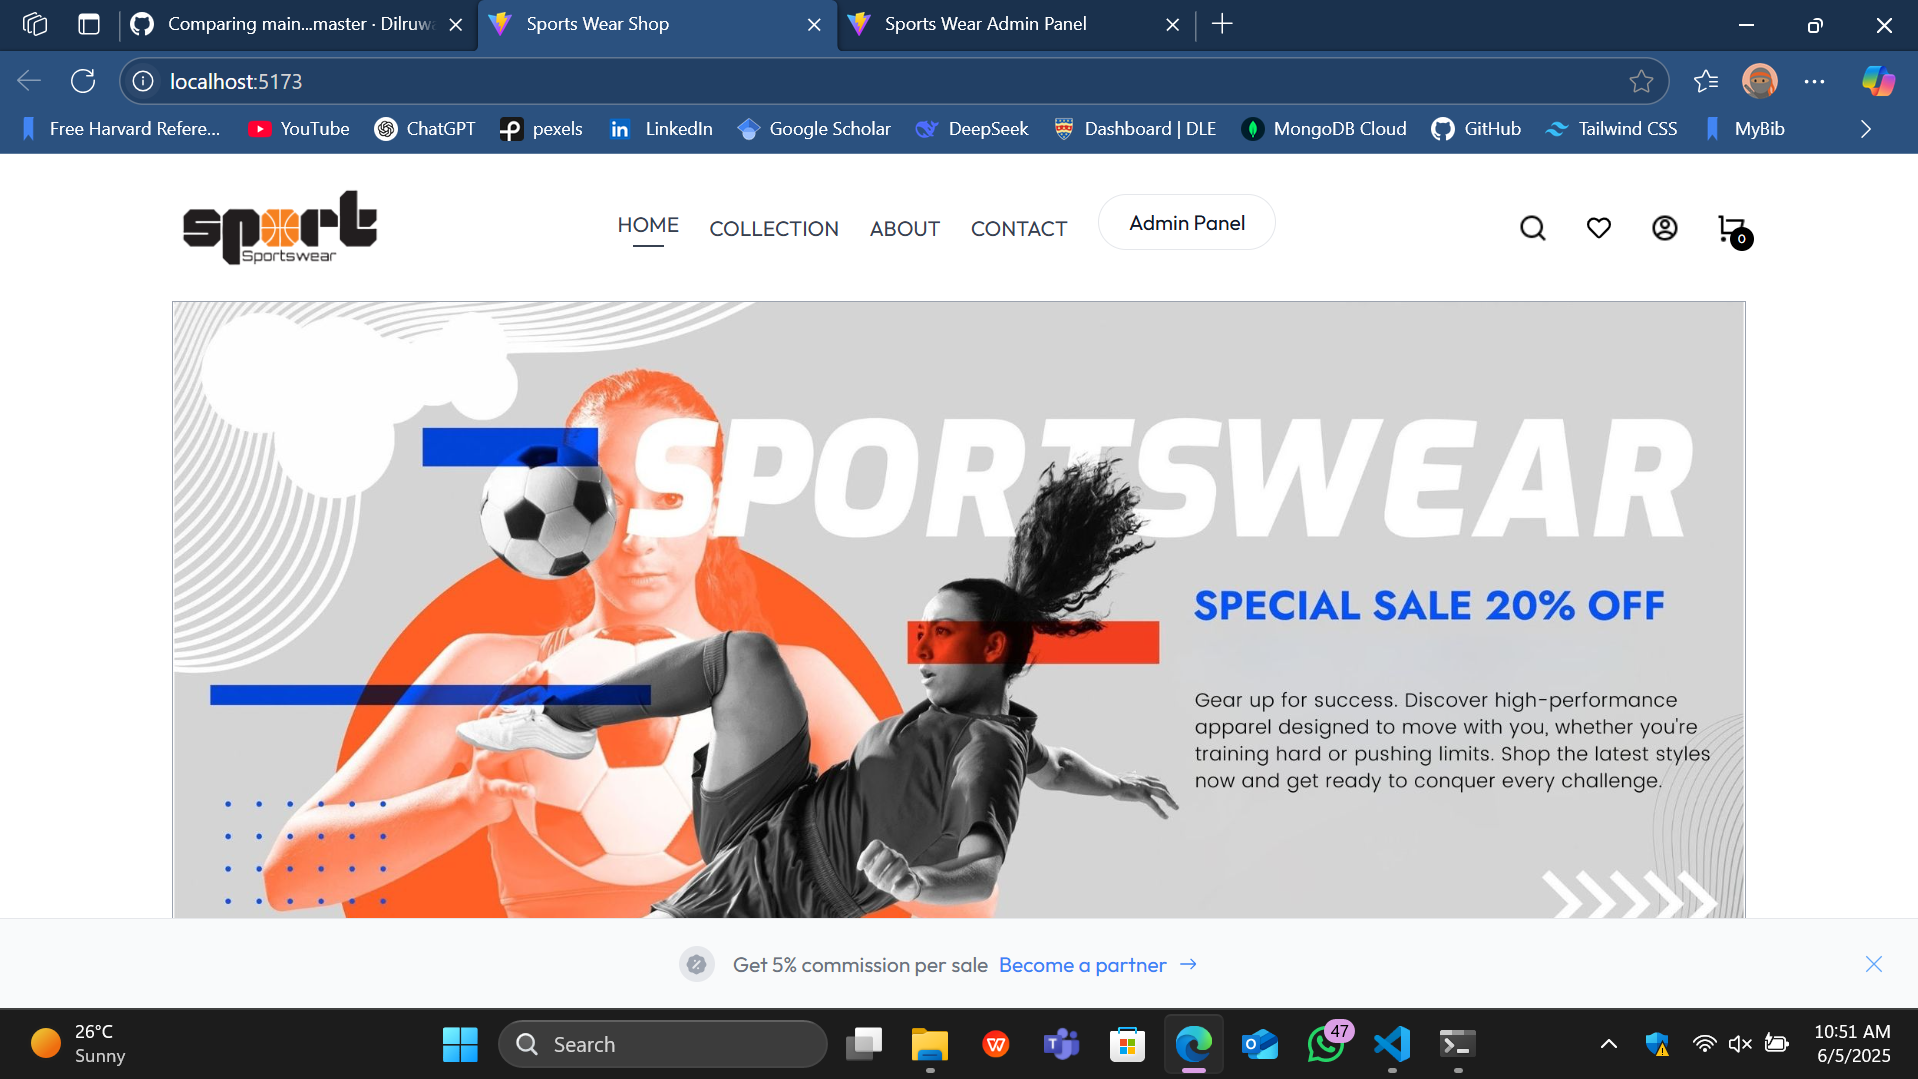 Comparing main...master · Dilruw
Sports Wear Shop
Sports Wear Admin Panel
localhost:5173
Free Harvard Refere...
YouTube
ChatGPT
pexels
LinkedIn
Google Scholar
DeepSeek
Dashboard | DLE
MongoDB Cloud
GitHub
Tailwind CSS
MyBib
sport
Sportswear
HOME
COLLECTION
ABOUT
CONTACT
Admin Panel
0
SPORTSWEAR
SPECIAL SALE 20% OFF
Gear up for success. Discover high-performance
apparel designed to move with you, whether you're
training hard or pushing limits. Shop the latest styles
now and get ready to conquer every challenge.
Get 5% commission per sale Become a partner →
26°C
Sunny
Search
47
10:51 AM
6/5/2025